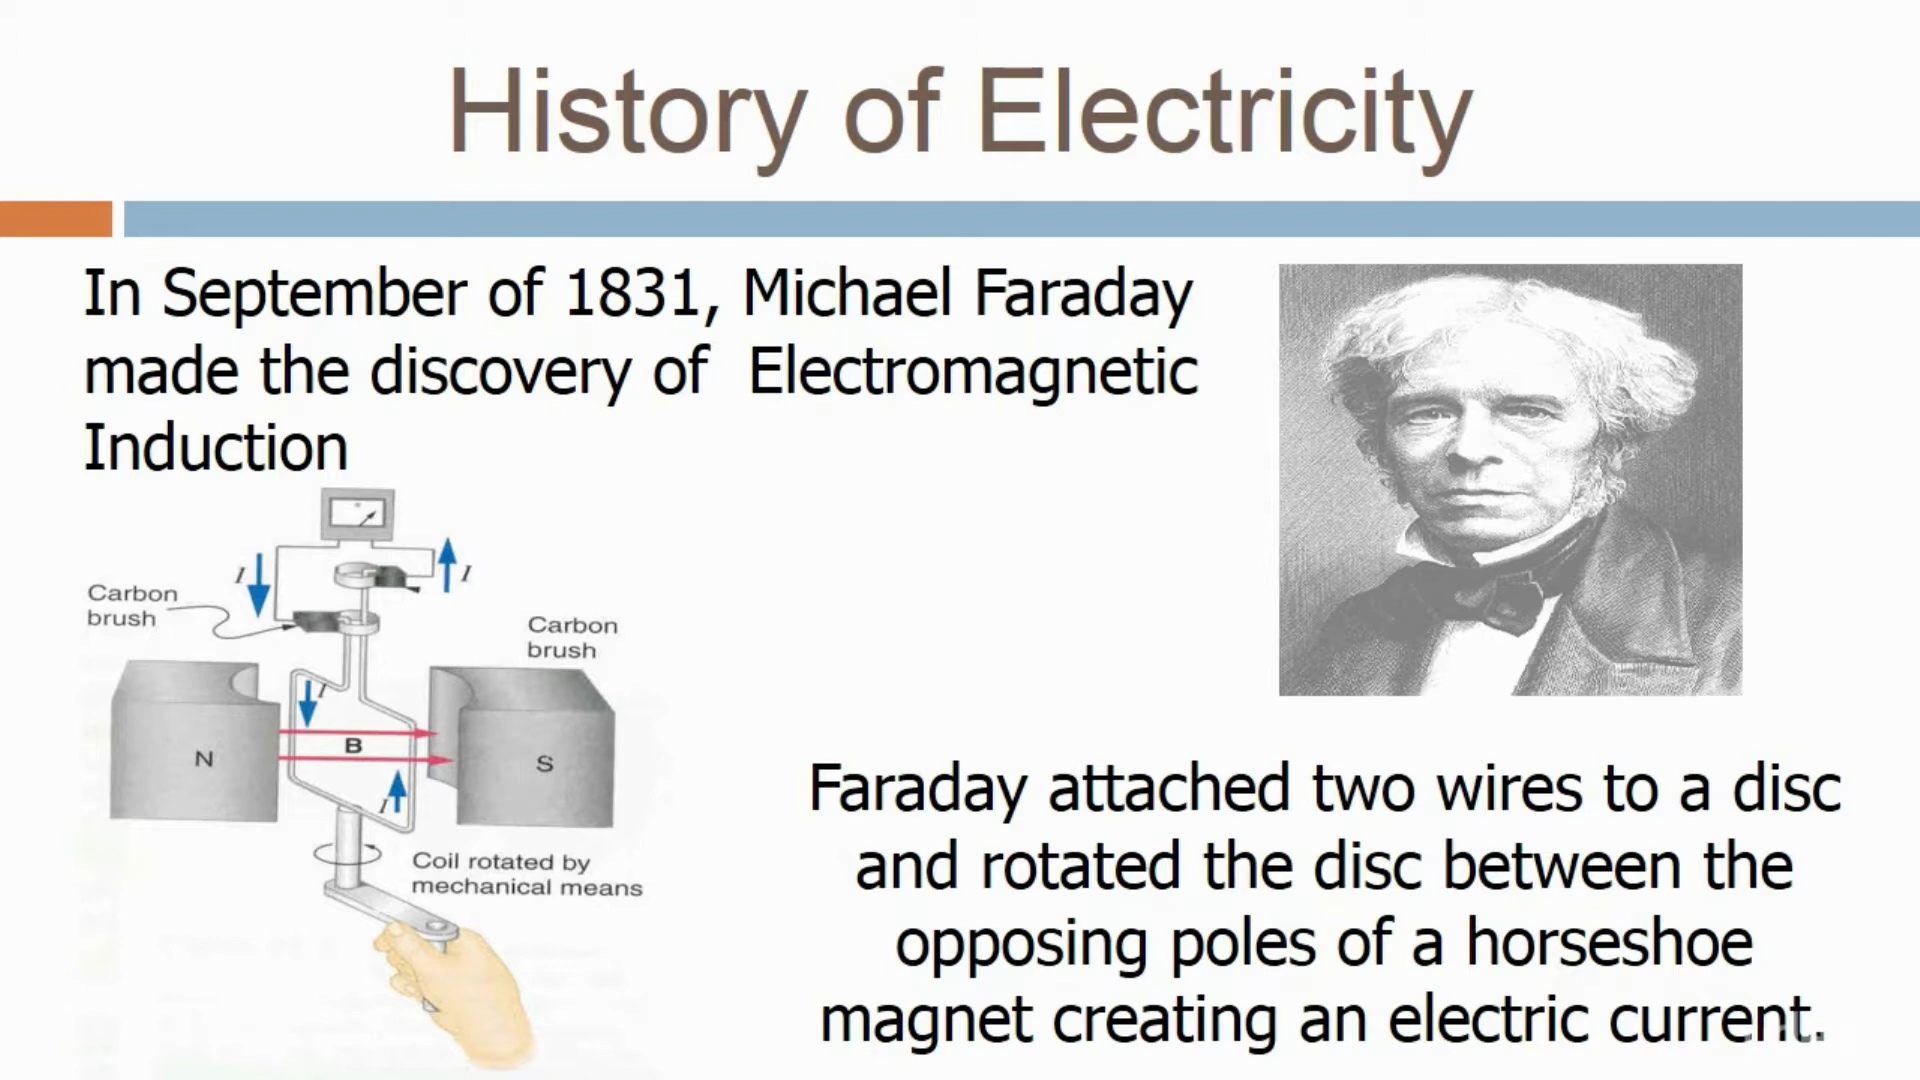 History of Electricity
In September of 1831, Michael Faraday
made the discovery of  Electromagnetic
Induction
I
I
Carbon
brush
Carbon
brush
I
B
N
S
I
Coil rotated by
mechanical means
Faraday attached two wires to a disc
and rotated the disc between the
opposing poles of a horseshoe
magnet creating an electric current.